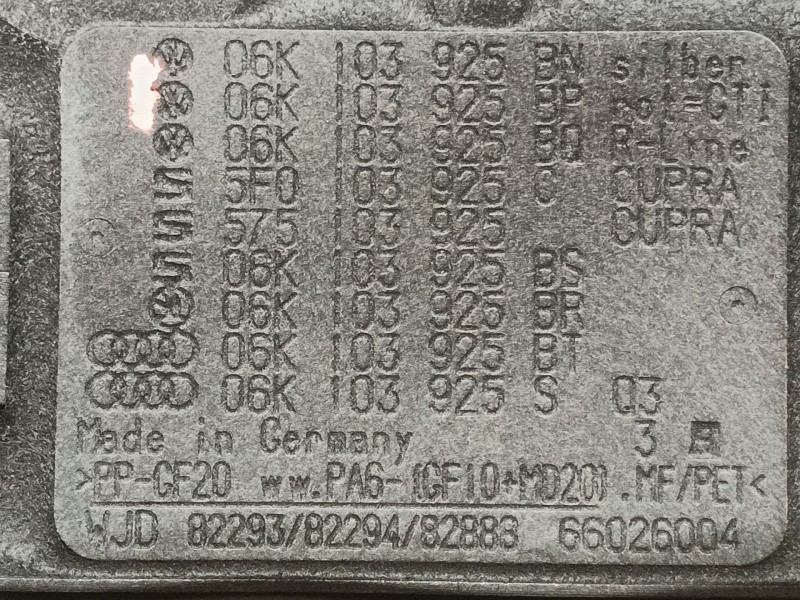 06K 103 925 BN silber
06K 103 925 BP rot=GTI
06K 103 925 BQ R-Line
5F0 103 925 C CUPRA
575 103 925 CUPRA
06K 103 925 BS
06K 103 925 BR
06K 103 925 BT
06K 103 925 S Q3
Made in Germany 3
>PP-GF20 ww.PA6-(GF10+MD20).MF/PET<
WJD 82293/82294/82888 66026004